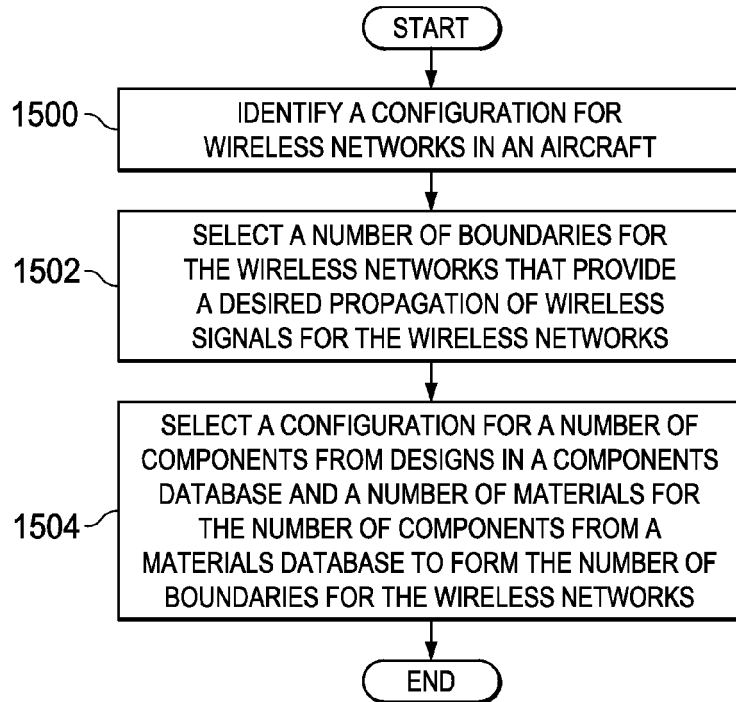 START
1500
IDENTIFY A CONFIGURATION FOR
WIRELESS NETWORKS IN AN AIRCRAFT
1502
SELECT A NUMBER OF BOUNDARIES FOR
THE WIRELESS NETWORKS THAT PROVIDE
A DESIRED PROPAGATION OF WIRELESS
SIGNALS FOR THE WIRELESS NETWORKS
1504
SELECT A CONFIGURATION FOR A NUMBER OF
COMPONENTS FROM DESIGNS IN A COMPONENTS
DATABASE AND A NUMBER OF MATERIALS FOR
THE NUMBER OF COMPONENTS FROM A
MATERIALS DATABASE TO FORM THE NUMBER OF
BOUNDARIES FOR THE WIRELESS NETWORKS
END